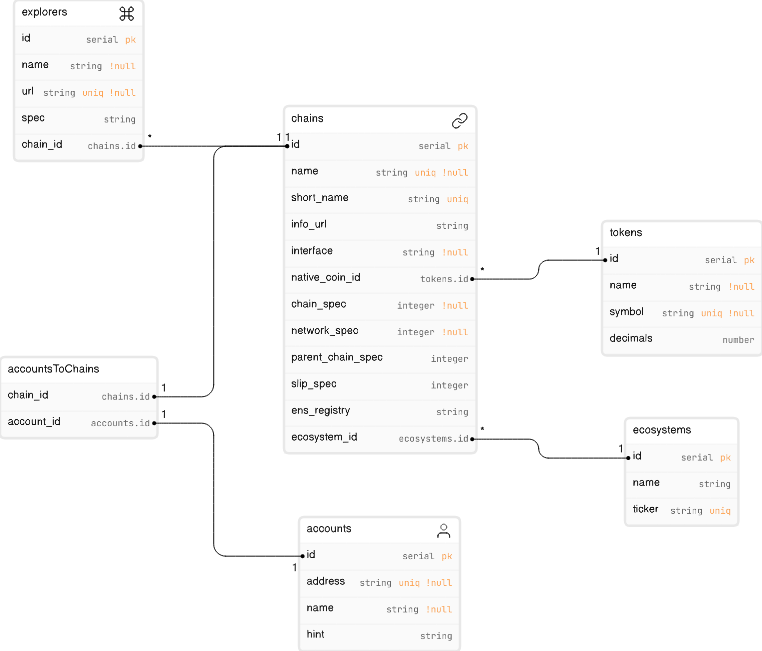 explorers
id serial pk
name string !null
url string uniq !null
spec string
chain_id chains.id
*
1 1
chains
id serial pk
name string uniq !null
short_name string uniq
info_url string
interface string !null
native_coin_id tokens.id
*
chain_spec integer !null
network_spec integer !null
parent_chain_spec integer
slip_spec integer
ens_registry string
ecosystem_id ecosystems.id
*
tokens
1
id serial pk
name string !null
symbol string uniq !null
decimals number
accountsToChains
chain_id chains.id
1
account_id accounts.id
1
ecosystems
1
id serial pk
name string
ticker string uniq
accounts
id serial pk
1
address string uniq !null
name string !null
hint string